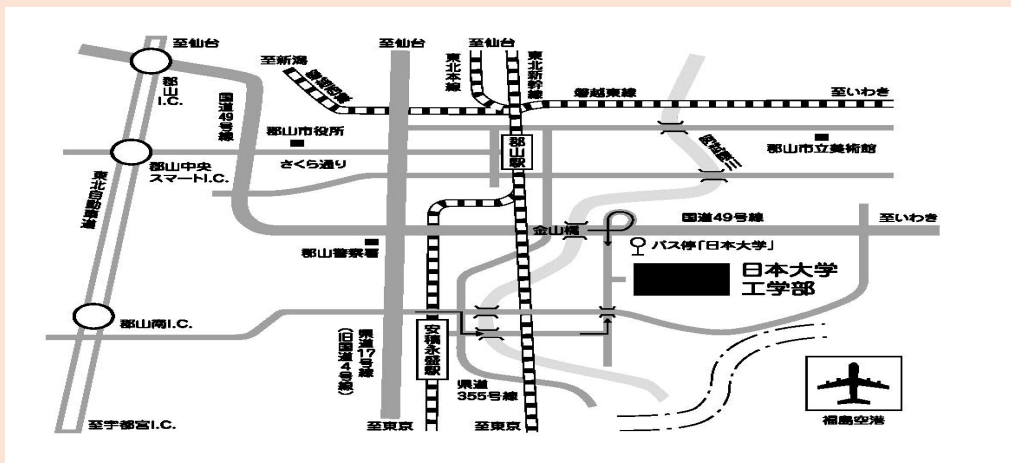 至仙台
至仙台
至仙台
至新潟
磐越西線
東北本線
東北新幹線
磐越東線
至いわき
郡山
I.C.
国道49号線
郡山市役所
郡山駅
阿武隈川
郡山市立美術館
さくら通り
郡山中央
スマートI.C.
東北自動車道
国道49号線
至いわき
金山橋
バス停「日本大学」
郡山警察署
日本大学
工学部
郡山南I.C.
県道17号線
(旧国道4号線)
安積永盛駅
県道
355号線
至宇都宮I.C.
至東京
至東京
福島空港